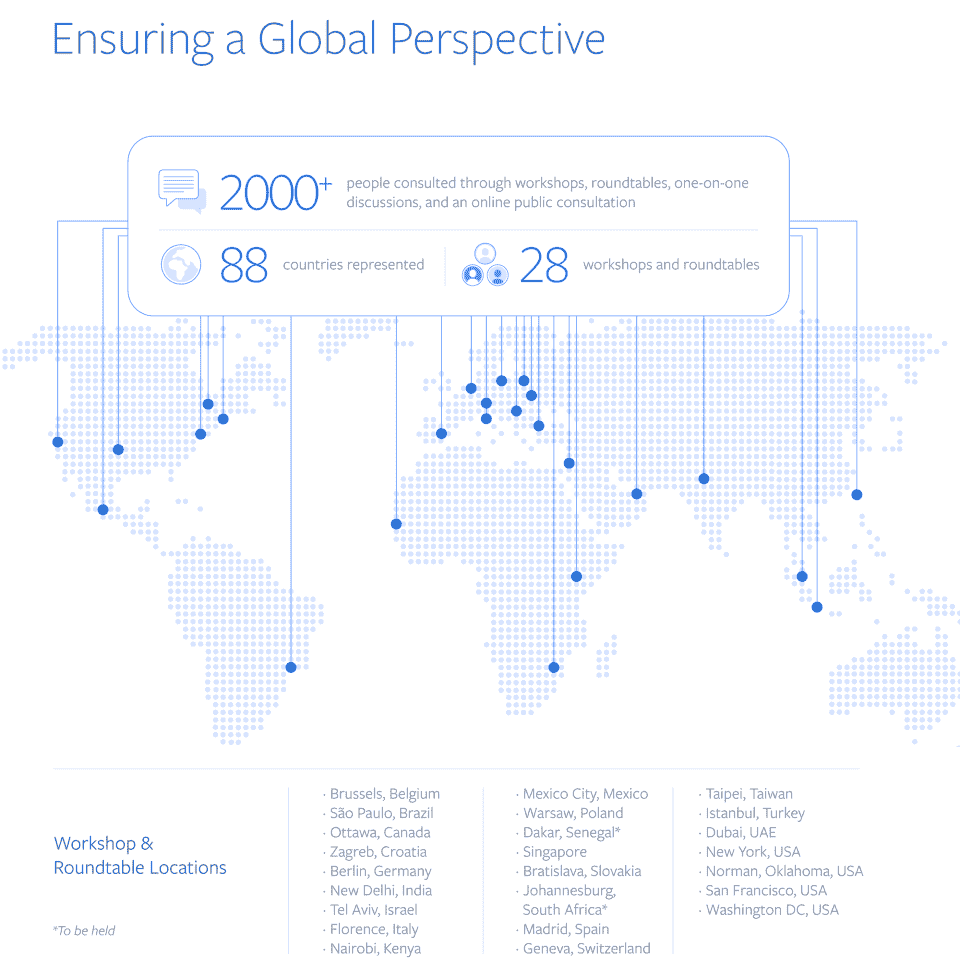 Ensuring a Global Perspective
2000+ people consulted through workshops, roundtables, one-on-one
discussions, and an online public consultation
88 countries represented
28 workshops and roundtables
Workshop &
Roundtable Locations
*To be held
· Brussels, Belgium
· São Paulo, Brazil
· Ottawa, Canada
· Zagreb, Croatia
· Berlin, Germany
· New Delhi, India
· Tel Aviv, Israel
· Florence, Italy
· Nairobi, Kenya
· Mexico City, Mexico
· Warsaw, Poland
· Dakar, Senegal*
· Singapore
· Bratislava, Slovakia
· Johannesburg,
South Africa*
· Madrid, Spain
· Geneva, Switzerland
· Taipei, Taiwan
· Istanbul, Turkey
· Dubai, UAE
· New York, USA
· Norman, Oklahoma, USA
· San Francisco, USA
· Washington DC, USA